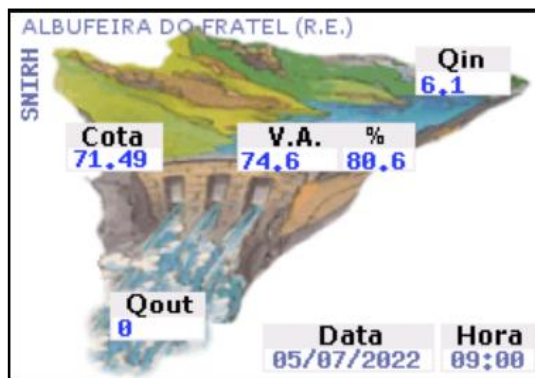 ALBUFEIRA DO FRATEL (R.E.)
SNIRH
Qin
6.1
Cota
71.49
V.A. %
74.6 80.6
Qout
0
Data Hora
05/07/2022 09:00